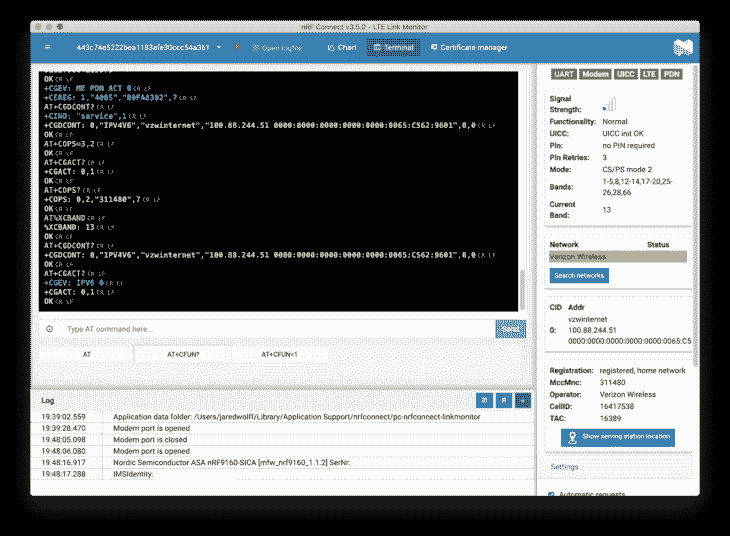 nRF Connect v3.5.0 - LTE Link Monitor
Open logfile
Chart
Terminal
Certificate manager
OK
+CGEV: ME PDN ACT 0
AT+CGDCONT?
+CIND: "service",1
+CGDCONT: 0,"IPV4V6","vzwinternet","100.88.244.51 0000:0000:0000:0000:0000:0065:C562:9601",0,0
OK
AT+COPS=3,2
OK
AT+CGACT?
+CGACT: 0,1
OK
AT+COPS?
+COPS: 0,2,"311480",7
OK
AT%XCBAND
%XCBAND: 13
OK
AT+CGDCONT?
+CGDCONT: 0,"IPV4V6","vzwinternet","100.88.244.51 0000:0000:0000:0000:0000:0065:C562:9601",0,0
OK
AT+CGACT?
+CGEV: IPV6 0
+CGACT: 0,1
OK
Type AT command here...
Send
AT
AT+CFUN?
AT+CFUN=1
Log
19:39:02.559 Application data folder: /Users/jaredwolff/Library/Application Support/nrfconnect/pc-nrfconnect-linkmonitor
19:39:28.470 Modem port is opened
19:48:05.098 Modem port is closed
19:48:06.080 Modem port is opened
19:48:16.917 Nordic Semiconductor ASA nRF9160-SICA [mfw_nrf9160_1.1.2] SerNr:
19:48:17.288 IMSIdentity:
UART Modem UICC LTE PDN
Signal Strength:
Functionality: Normal
UICC: UICC init OK
Pin: no PIN required
Pin Retries: 3
Mode: CS/PS mode 2
Bands: 1-5,8,12-14,17-20,25-26,28,66
Current Band: 13
Network Status
Verizon Wireless
Search networks
CID Addr
vzwinternet
0: 100.88.244.51
0000:0000:0000:0000:0000:0065:C5
Registration: registered, home network
MccMnc: 311480
Operator: Verizon Wireless
CellID: 16417538
TAC: 16389
Show serving station location
Settings
Automatic requests